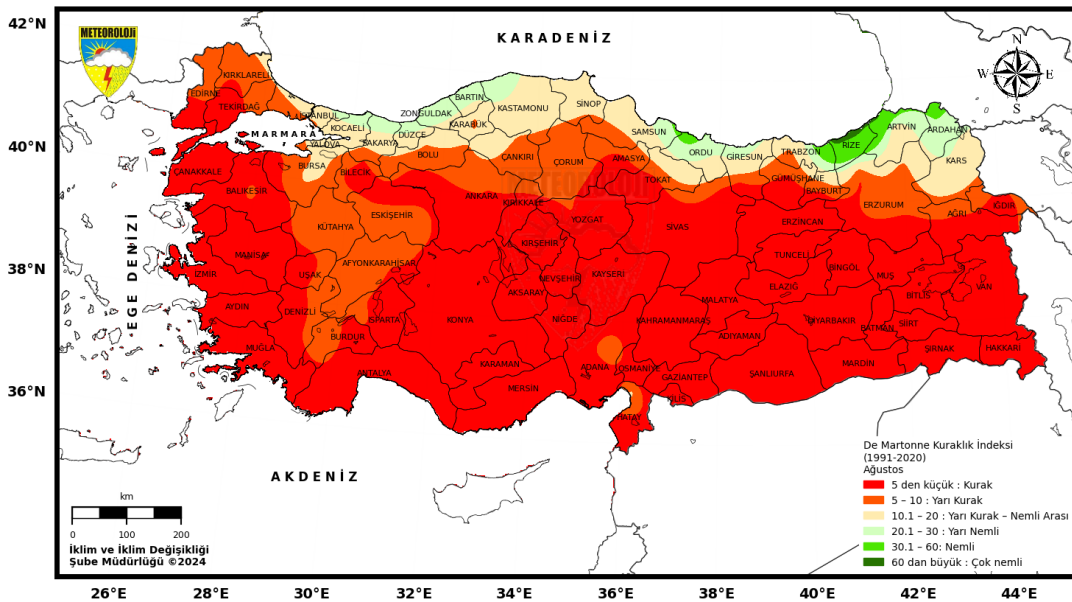 42°N
40°N
38°N
36°N
METEOROLOJİ
KARADENİZ
N
W E
S
KIRKLARELİ
EDİRNE
TEKİRDAĞ
İSTANBUL
MARMARA
KOCAELİ
YALOVA
SAKARYA
DÜZCE
ZONGULDAK
BARTIN
KARABÜK
KASTAMONU
SİNOP
SAMSUN
ORDU
GİRESUN
TRABZON
RİZE
ARTVİN
ARDAHAN
KARS
ÇANAKKALE
BALIKESİR
BURSA
BİLECİK
BOLU
ÇANKIRI
ÇORUM
AMASYA
TOKAT
GÜMÜŞHANE
BAYBURT
ERZURUM
AĞRI
IĞDIR
METEOROLOJİ
ANKARA
KIRIKKALE
YOZGAT
SİVAS
ERZİNCAN
KÜTAHYA
ESKİŞEHİR
EGE DENİZİ
MANİSA
İZMİR
UŞAK
AFYONKARAHİSAR
KIRŞEHİR
NEVŞEHİR
KAYSERİ
AKSARAY
TUNCELİ
BİNGÖL
MUŞ
ELAZIĞ
BİTLİS
VAN
MALATYA
AYDIN
DENİZLİ
ISPARTA
BURDUR
KONYA
NİĞDE
KAHRAMANMARAŞ
ADIYAMAN
DİYARBAKIR
BATMAN
SİİRT
ŞIRNAK
HAKKARİ
MARDİN
MUĞLA
ANTALYA
KARAMAN
MERSİN
ADANA
OSMANİYE
GAZİANTEP
ŞANLIURFA
KİLİS
HATAY
AKDENİZ
km
0 100 200
İklim ve İklim Değişikliği
Şube Müdürlüğü ©2024
De Martonne Kuraklık İndeksi
(1991-2020)
Ağustos
5 den küçük : Kurak
5 – 10 : Yarı Kurak
10.1 – 20 : Yarı Kurak – Nemli Arası
20.1 – 30 : Yarı Nemli
30.1 – 60: Nemli
60 dan büyük : Çok nemli
26°E 28°E 30°E 32°E 34°E 36°E 38°E 40°E 42°E 44°E